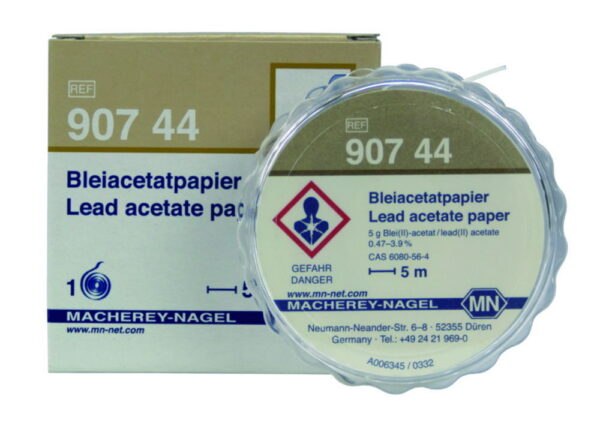 REF
907 44
Bleiacetatpapier
Lead acetate pap
1
5
MACHEREY-NAGEL
www.mn-net.com
REF
907 44
Bleiacetatpapier
Lead acetate paper
5 g Blei(II)-acetat/lead(II) acetate
0.47–3.9 %
CAS 6080-56-4
GEFAHR
DANGER
5 m
www.mn-net.com
MACHEREY-NAGEL MN
Neumann-Neander-Str. 6–8 · 52355 Düren
Germany · Tel.: +49 24 21 969-0
A006345 / 0332